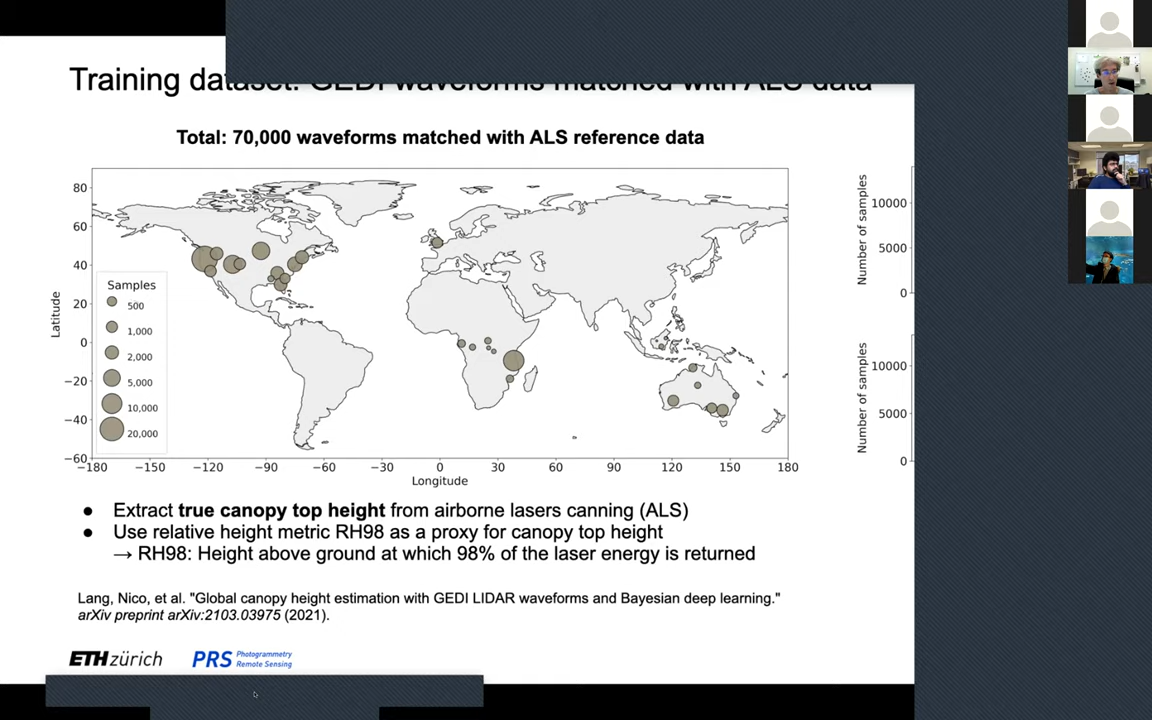 Training dataset: GEDI waveforms matched with ALS data
Total: 70,000 waveforms matched with ALS reference data
80
60
40
20
0
−20
−40
−60
Latitude
Samples
500
1,000
2,000
5,000
10,000
20,000
−180 −150 −120 −90 −60 −30 0 30 60 90 120 150 180
Longitude
Number of samples
10000
5000
0
Number of samples
10000
5000
0
● Extract true canopy top height from airborne lasers canning (ALS)
● Use relative height metric RH98 as a proxy for canopy top height
→ RH98: Height above ground at which 98% of the laser energy is returned
Lang, Nico, et al. "Global canopy height estimation with GEDI LIDAR waveforms and Bayesian deep learning."
arXiv preprint arXiv:2103.03975 (2021).
ETH zürich
PRS Photogrammetry
Remote Sensing